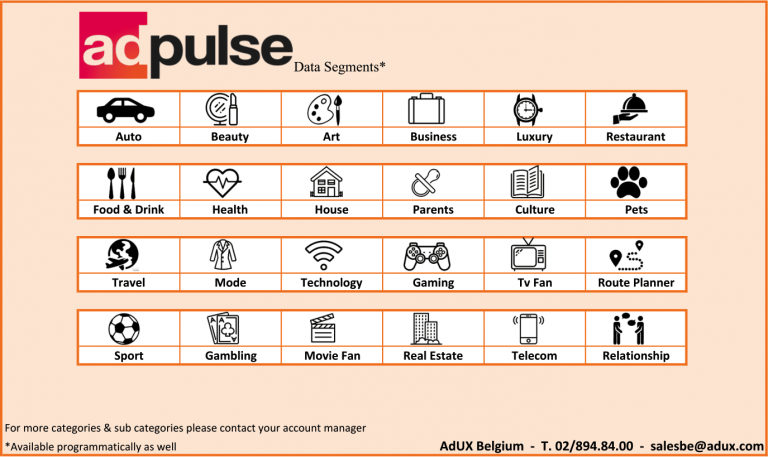 adpulse Data Segments*
Auto Beauty Art Business Luxury Restaurant
Food & Drink Health House Parents Culture Pets
Travel Mode Technology Gaming Tv Fan Route Planner
A A
Sport Gambling Movie Fan Real Estate Telecom Relationship
For more categories & sub categories please contact your account manager
*Available programmatically as well AdUX Belgium - T. 02/894.84.00 - salesbe@adux.com